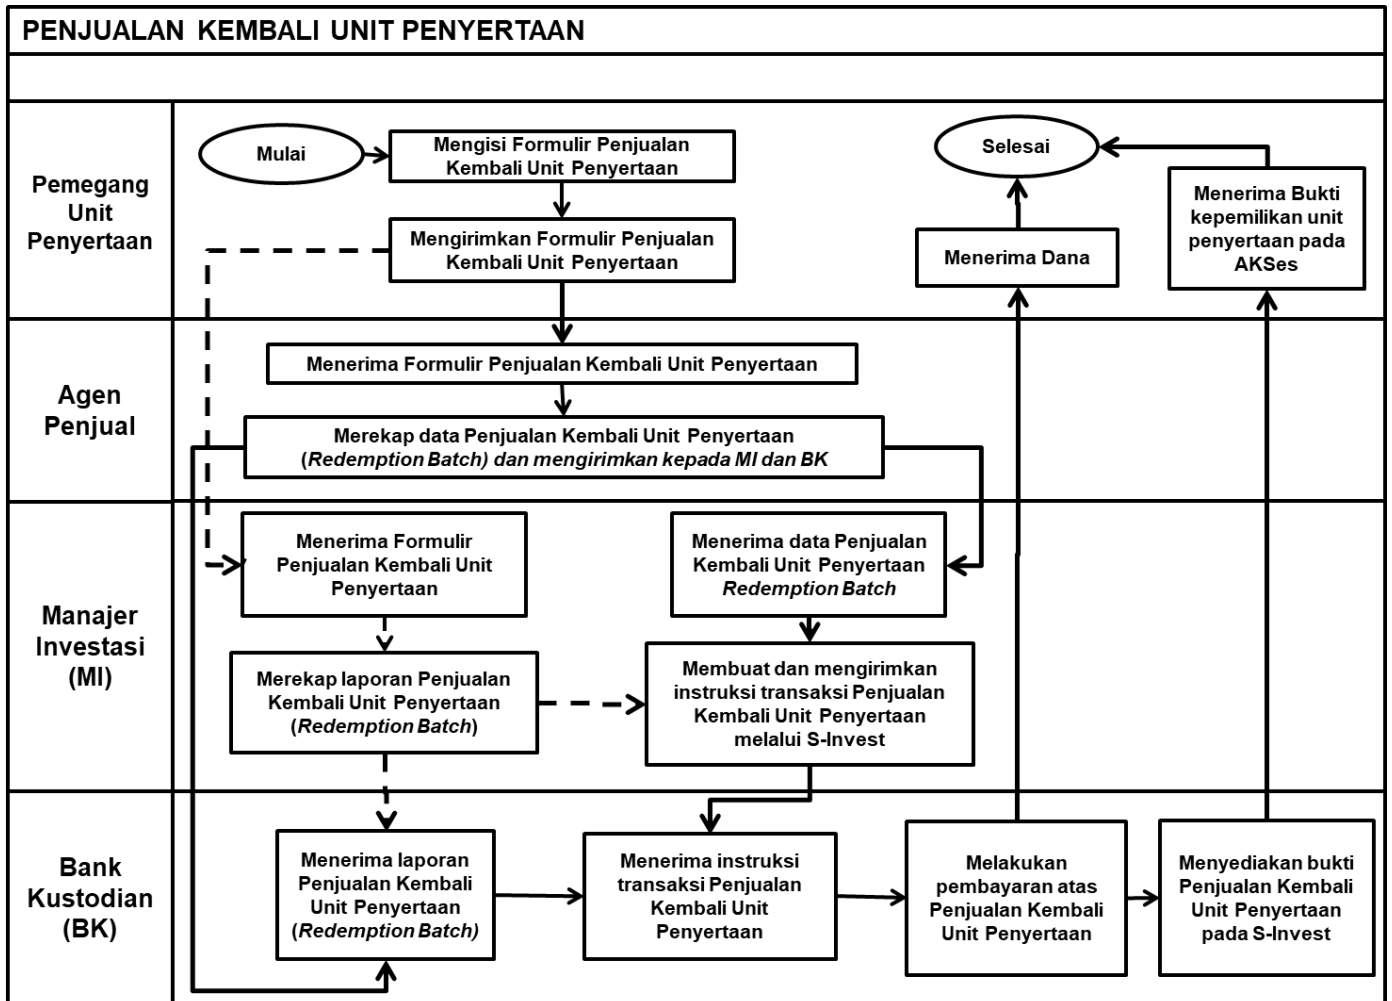 PENJUALAN KEMBALI UNIT PENYERTAAN
Pemegang
Unit
Penyertaan
Mulai
Mengisi Formulir Penjualan
Kembali Unit Penyertaan
Mengirimkan Formulir Penjualan
Kembali Unit Penyertaan
Selesai
Menerima Dana
Menerima Bukti
kepemilikan unit
penyertaan pada
AKSes
Agen
Penjual
Menerima Formulir Penjualan Kembali Unit Penyertaan
Merekap data Penjualan Kembali Unit Penyertaan
(Redemption Batch) dan mengirimkan kepada MI dan BK
Manajer
Investasi
(MI)
Menerima Formulir
Penjualan Kembali Unit
Penyertaan
Menerima data Penjualan
Kembali Unit Penyertaan
Redemption Batch
Merekap laporan Penjualan
Kembali Unit Penyertaan
(Redemption Batch)
Membuat dan mengirimkan
instruksi transaksi Penjualan
Kembali Unit Penyertaan
melalui S-Invest
Bank
Kustodian
(BK)
Menerima laporan
Penjualan Kembali
Unit Penyertaan
(Redemption Batch)
Menerima instruksi
transaksi Penjualan
Kembali Unit
Penyertaan
Melakukan
pembayaran atas
Penjualan Kembali
Unit Penyertaan
Menyediakan bukti
Penjualan Kembali
Unit Penyertaan
pada S-Invest